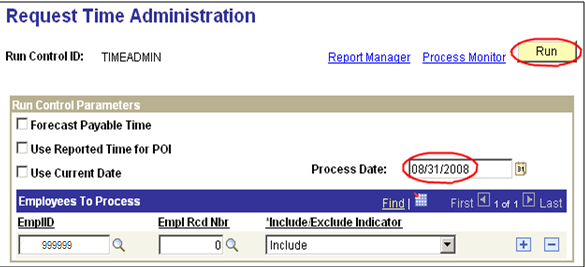 Request Time Administration
Run Control ID: TIMEADMIN Report Manager Process Monitor Run
Run Control Parameters
Forecast Payable Time
Use Reported Time for POI
Use Current Date Process Date: 08/31/2008
Employees To Process Find | First 1 of 1 Last
EmplID Empl Rcd Nbr *Include/Exclude Indicator
999999 0 Include